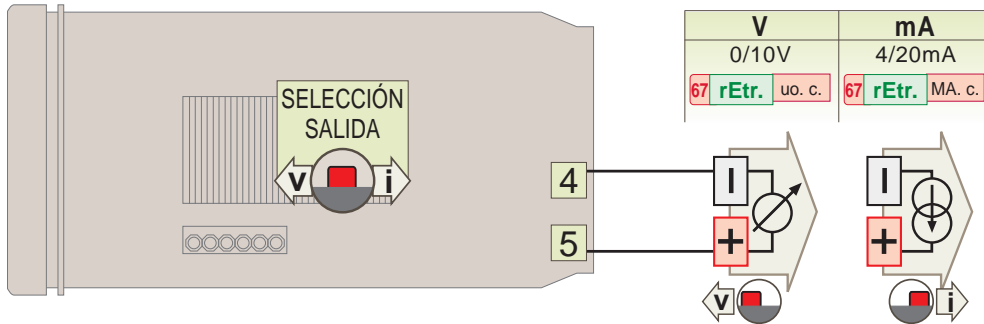 V mA
0/10V 4/20mA
67 rEtr. uo. c. 67 rEtr. MA. c.
SELECCIÓN
SALIDA
v i
4
5
+ +
v i